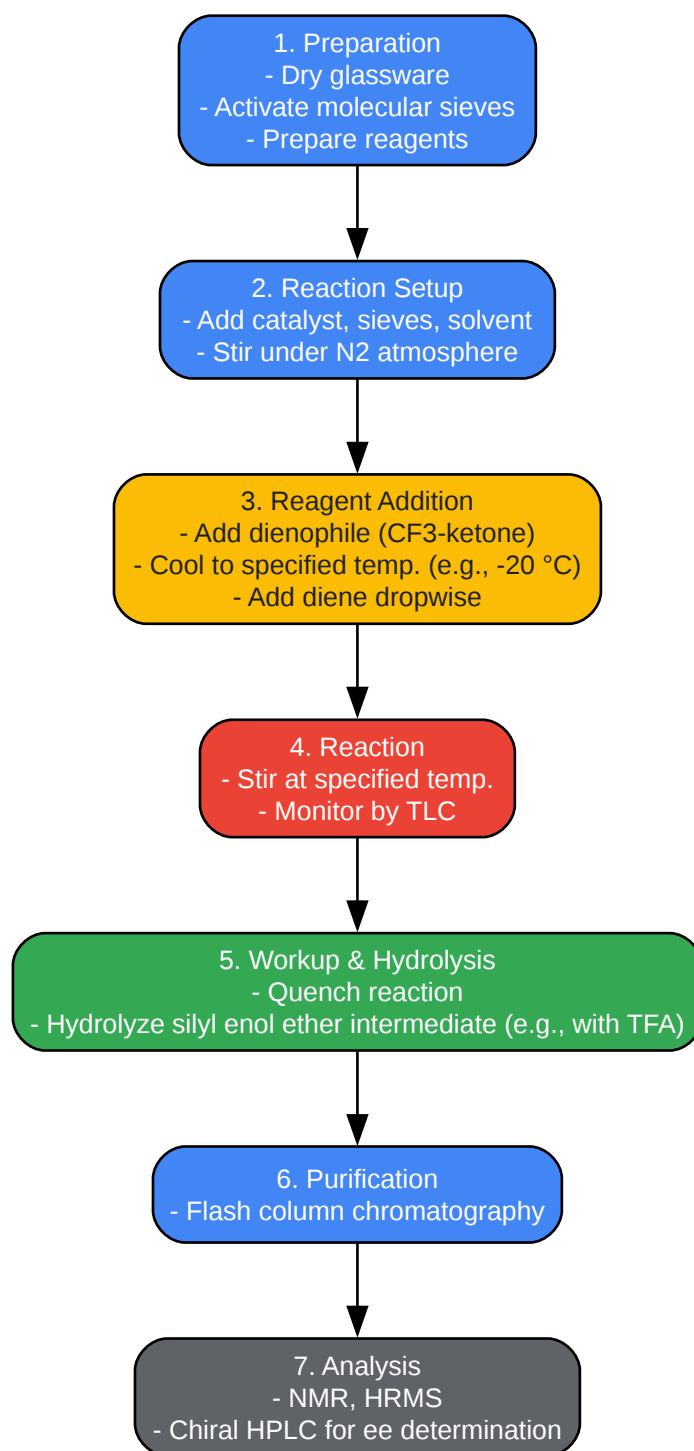 1. Preparation
- Dry glassware
- Activate molecular sieves
- Prepare reagents
2. Reaction Setup
- Add catalyst, sieves, solvent
- Stir under N2 atmosphere
3. Reagent Addition
- Add dienophile (CF3-ketone)
- Cool to specified temp. (e.g., -20 °C)
- Add diene dropwise
4. Reaction
- Stir at specified temp.
- Monitor by TLC
5. Workup & Hydrolysis
- Quench reaction
- Hydrolyze silyl enol ether intermediate (e.g., with TFA)
6. Purification
- Flash column chromatography
7. Analysis
- NMR, HRMS
- Chiral HPLC for ee determination